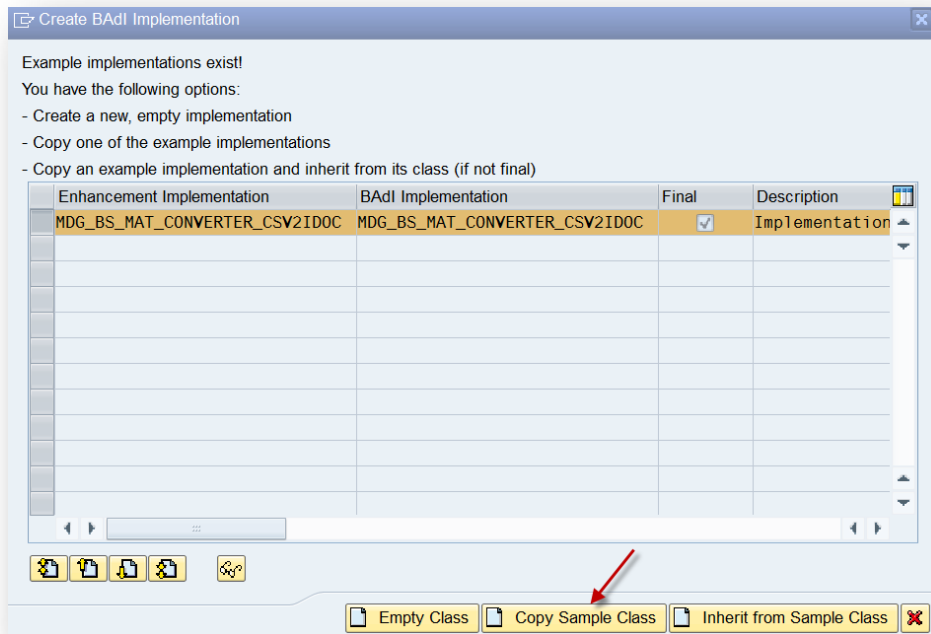 Create BAdI Implementation
Example implementations exist!
You have the following options:
- Create a new, empty implementation
- Copy one of the example implementations
- Copy an example implementation and inherit from its class (if not final)
Enhancement Implementation BAdI Implementation Final Description
MDG_BS_MAT_CONVERTER_CSV2IDOC MDG_BS_MAT_CONVERTER_CSV2IDOC Implementation
Empty Class Copy Sample Class Inherit from Sample Class